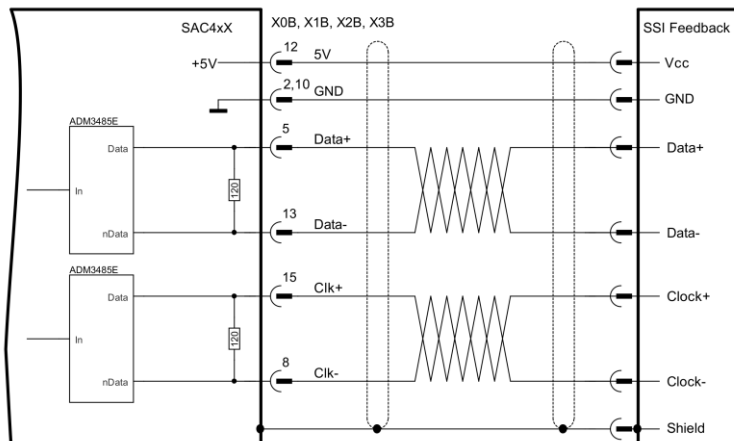 SAC4xX
X0B, X1B, X2B, X3B
SSI Feedback
+5V
12
5V
Vcc
2,10
GND
GND
ADM3485E
Data
In
nData
120
5
Data+
Data+
13
Data-
Data-
ADM3485E
Data
In
nData
120
15
Clk+
Clock+
8
Clk-
Clock-
Shield